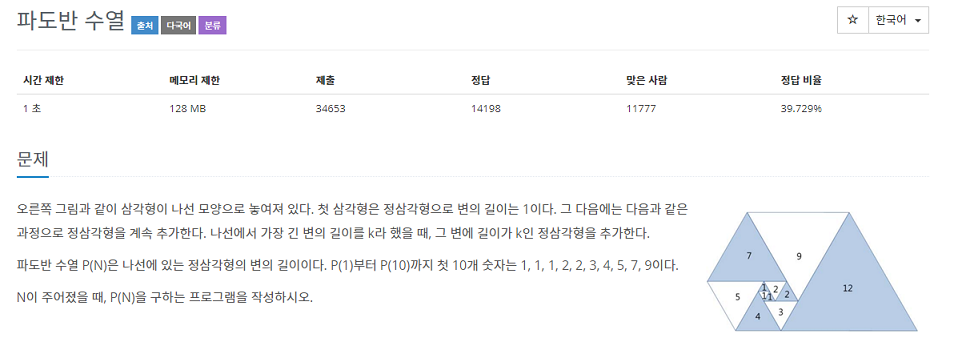 파도반 수열 출처 다국어 분류
☆ 한국어
시간 제한 메모리 제한 제출 정답 맞은 사람 정답 비율
1 초 128 MB 34653 14198 11777 39.729%
문제
오른쪽 그림과 같이 삼각형이 나선 모양으로 놓여져 있다. 첫 삼각형은 정삼각형으로 변의 길이는 1이다. 그 다음에는 다음과 같은
과정으로 정삼각형을 계속 추가한다. 나선에서 가장 긴 변의 길이를 k라 했을 때, 그 변에 길이가 k인 정삼각형을 추가한다.
파도반 수열 P(N)은 나선에 있는 정삼각형의 변의 길이이다. P(1)부터 P(10)까지 첫 10개 숫자는 1, 1, 1, 2, 2, 3, 4, 5, 7, 9이다.
N이 주어졌을 때, P(N)을 구하는 프로그램을 작성하시오.
7 9
12
1 2
1 1 2
5
4 3